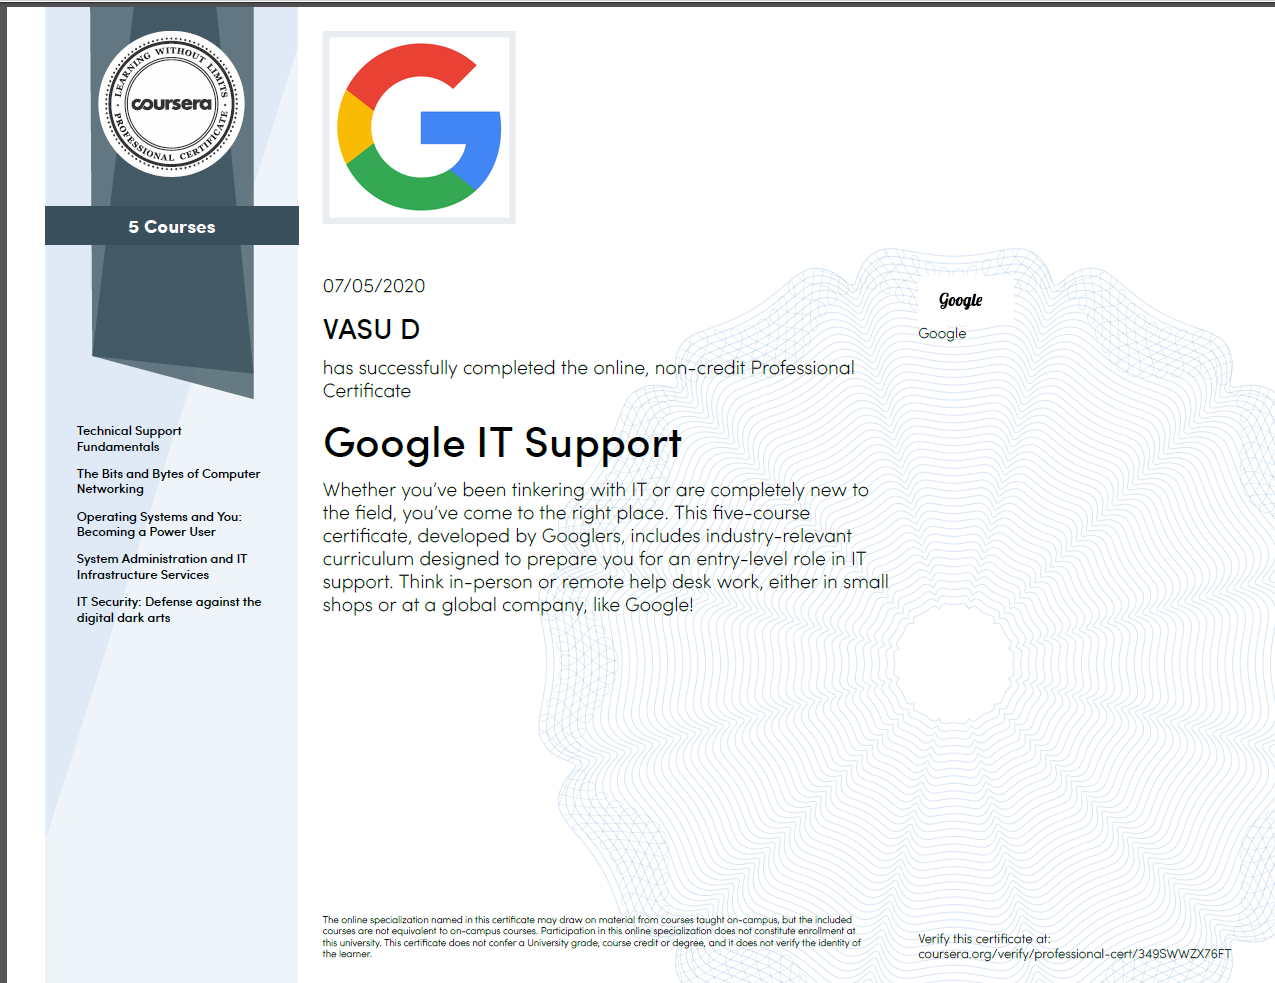 LEARNING WITHOUT LIMITS
coursera
PROFESSIONAL CERTIFICATE
5 Courses
Technical Support
Fundamentals
The Bits and Bytes of Computer
Networking
Operating Systems and You:
Becoming a Power User
System Administration and IT
Infrastructure Services
IT Security: Defense against the
digital dark arts
07/05/2020
VASU D
has successfully completed the online, non-credit Professional
Certificate
Google IT Support
Whether you’ve been tinkering with IT or are completely new to
the field, you’ve come to the right place. This five-course
certificate, developed by Googlers, includes industry-relevant
curriculum designed to prepare you for an entry-level role in IT
support. Think in-person or remote help desk work, either in small
shops or at a global company, like Google!
Google
Google
The online specialization named in this certificate may draw on material from courses taught on-campus, but the included
courses are not equivalent to on-campus courses. Participation in this online specialization does not constitute enrollment at
this university. This certificate does not confer a University grade, course credit or degree, and it does not verify the identity of
the learner.
Verify this certificate at:
coursera.org/verify/professional-cert/349SWWZX76FT